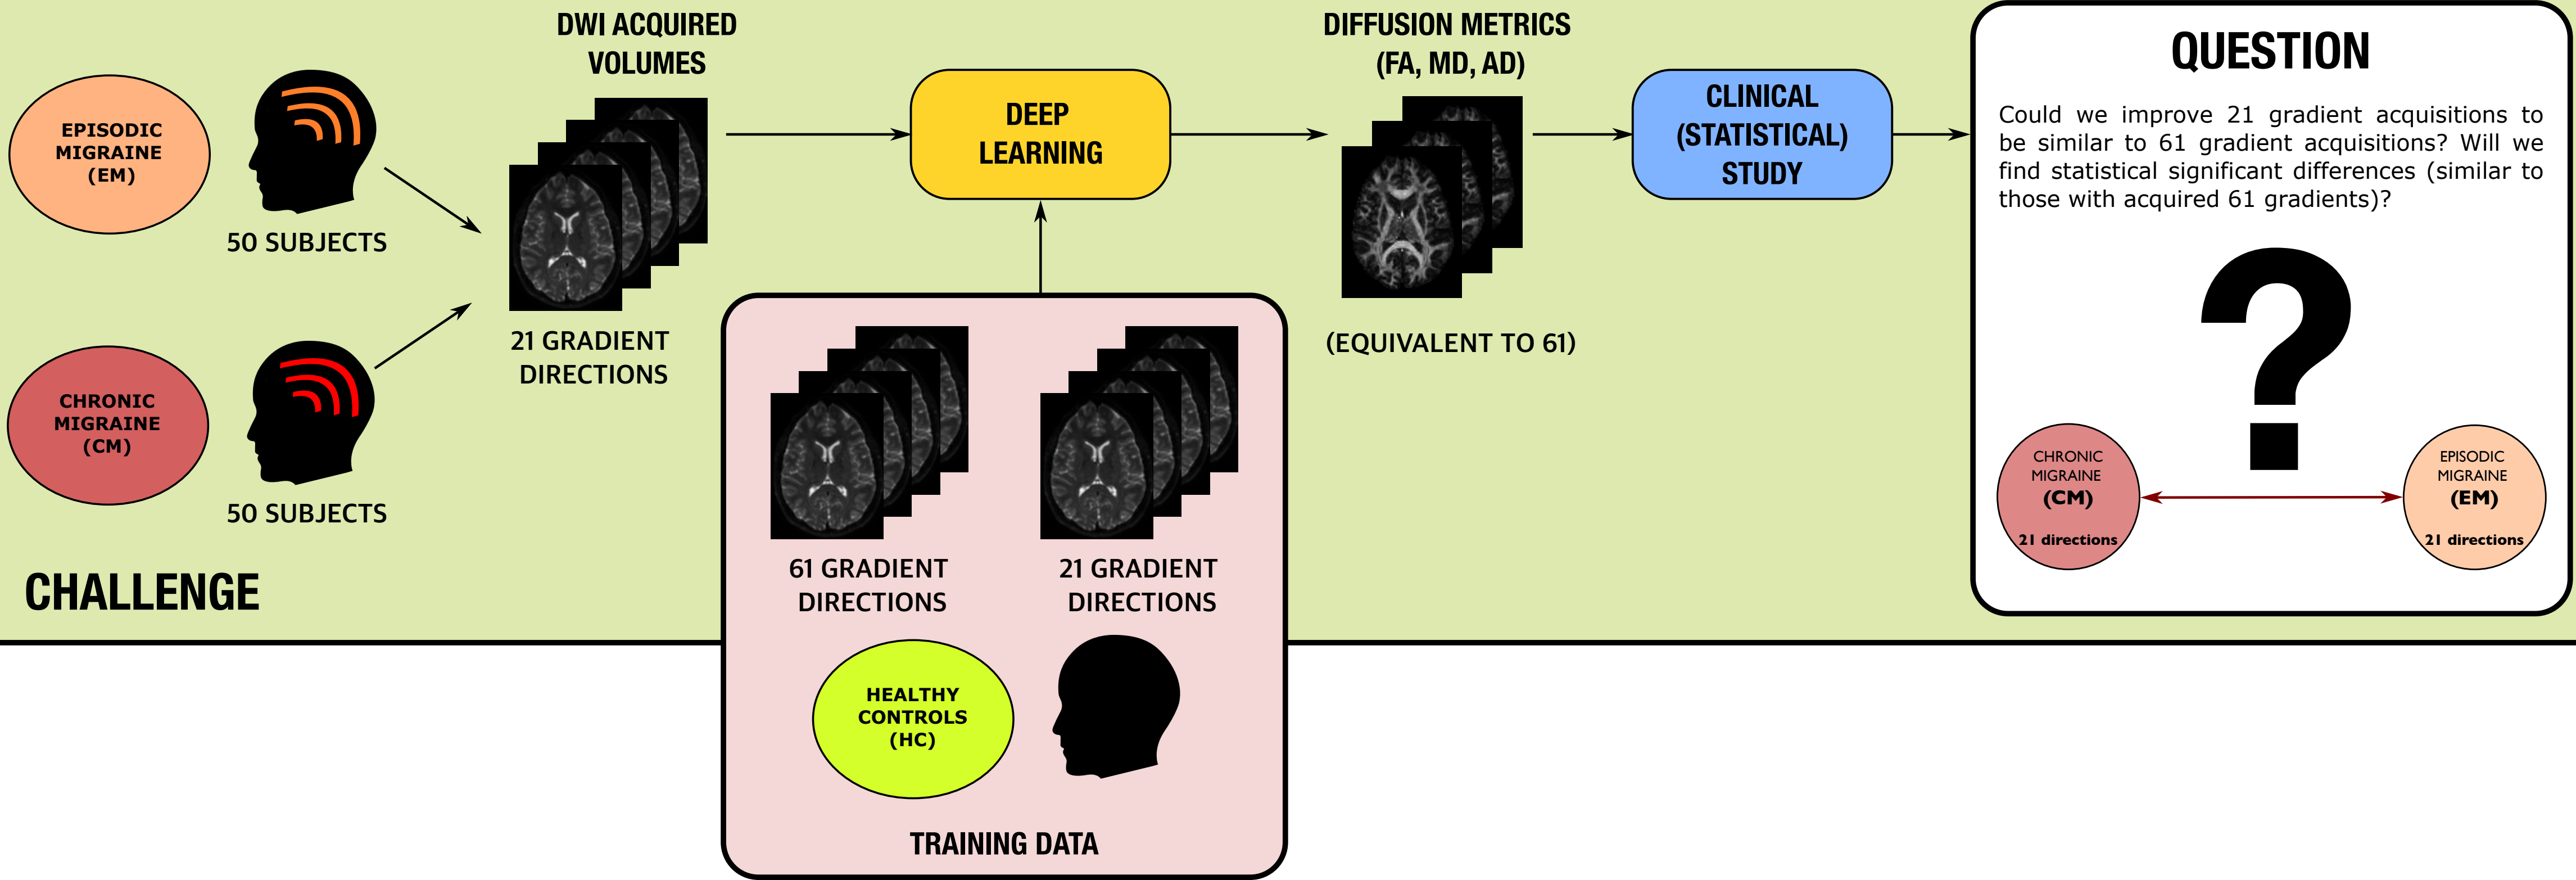 EPISODIC
MIGRAINE
(EM)
50 SUBJECTS
CHRONIC
MIGRAINE
(CM)
50 SUBJECTS
CHALLENGE
DWI ACQUIRED
VOLUMES
21 GRADIENT
DIRECTIONS
DEEP
LEARNING
61 GRADIENT
DIRECTIONS
21 GRADIENT
DIRECTIONS
HEALTHY
CONTROLS
(HC)
TRAINING DATA
DIFFUSION METRICS
(FA, MD, AD)
(EQUIVALENT TO 61)
CLINICAL
(STATISTICAL)
STUDY
QUESTION
Could we improve 21 gradient acquisitions to
be similar to 61 gradient acquisitions? Will we
find statistical significant differences (similar to
those with acquired 61 gradients)?
?
CHRONIC
MIGRAINE
(CM)
21 directions
EPISODIC
MIGRAINE
(EM)
21 directions